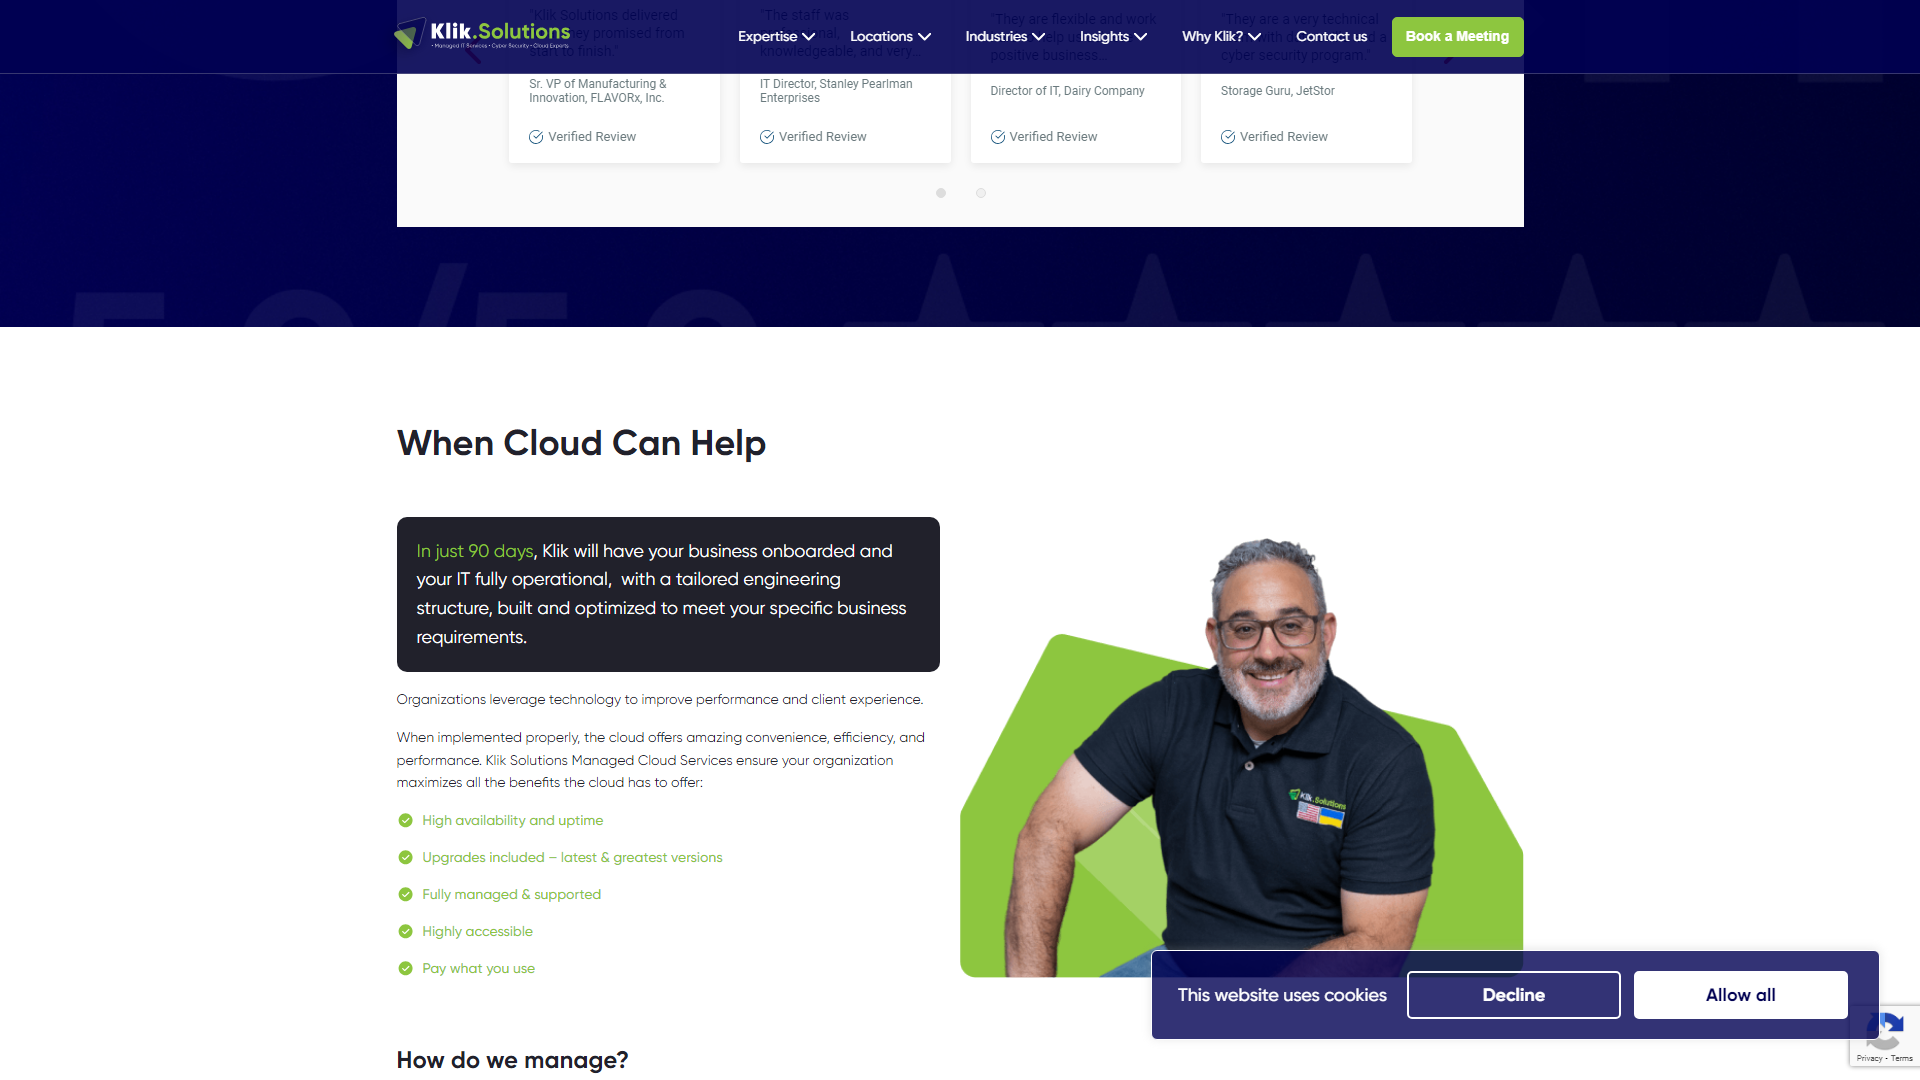 Klik.Solutions
• Managed IT Services • Cyber Security • Cloud Experts
Expertise
Locations
Industries
Insights
Why Klik?
Contact us
Book a Meeting
"Klik Solutions delivered
they promised from
start to finish."
Sr. VP of Manufacturing &
Innovation, FLAVORx, Inc.
Verified Review
"The staff was
knowledgeable, and very...
IT Director, Stanley Pearlman
Enterprises
Verified Review
"They are flexible and work
help us
positive business...
Director of IT, Dairy Company
Verified Review
"They are a very technical
with
cyber security program."
Storage Guru, JetStor
Verified Review
When Cloud Can Help
In just 90 days, Klik will have your business onboarded and
your IT fully operational, with a tailored engineering
structure, built and optimized to meet your specific business
requirements.
Organizations leverage technology to improve performance and client experience.
When implemented properly, the cloud offers amazing convenience, efficiency, and
performance. Klik Solutions Managed Cloud Services ensure your organization
maximizes all the benefits the cloud has to offer:
High availability and uptime
Upgrades included – latest & greatest versions
Fully managed & supported
Highly accessible
Pay what you use
Klik.Solutions
This website uses cookies
Decline
Allow all
Privacy - Terms
How do we manage?